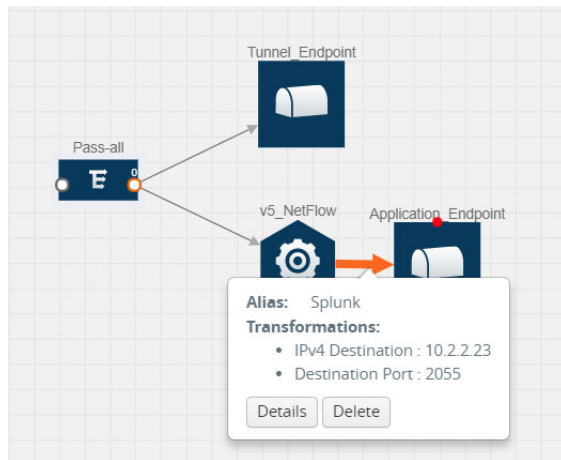 Tunnel_Endpoint
Pass-all
0
v5_NetFlow
Application_Endpoint
Alias: Splunk
Transformations:
• IPv4 Destination : 10.2.2.23
• Destination Port : 2055
Details
Delete